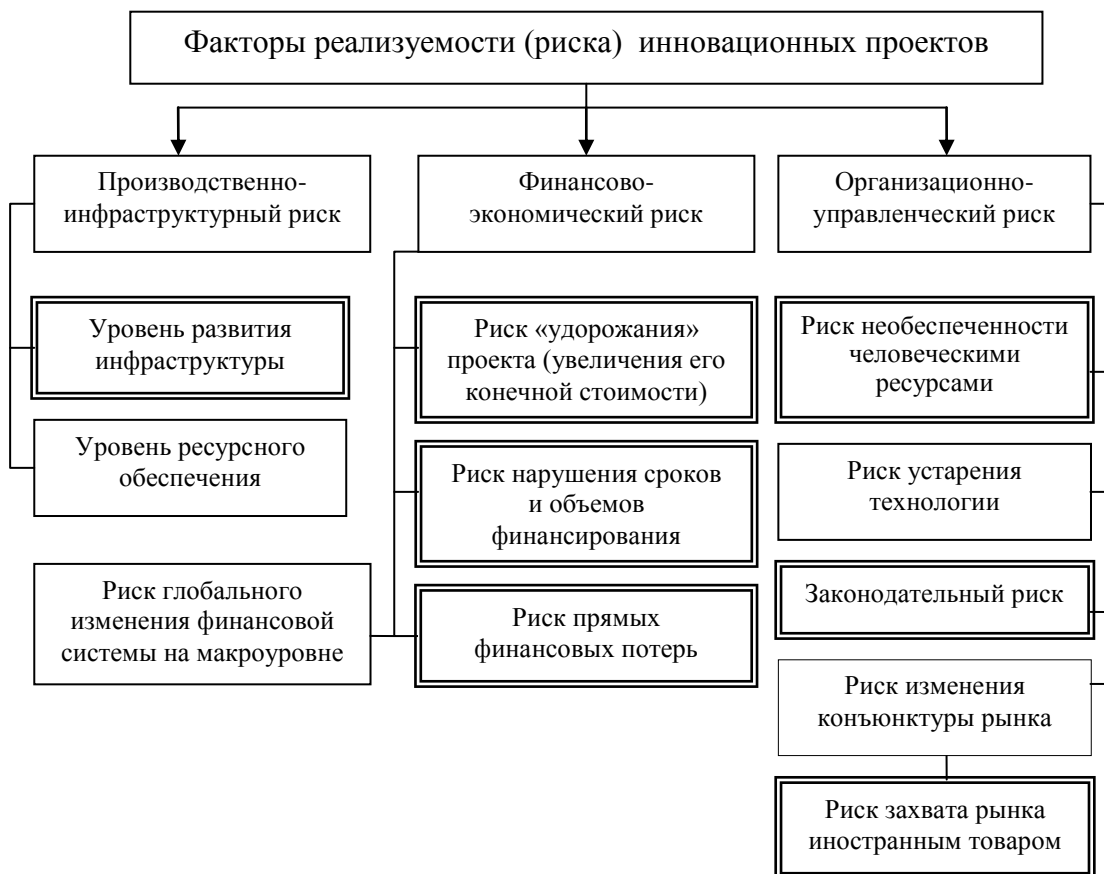 Факторы реализуемости (риска) инновационных проектов
Производственно-
инфраструктурный риск
Финансово-
экономический риск
Организационно-
управленческий риск
Уровень развития
инфраструктуры
Уровень ресурсного
обеспечения
Риск глобального
изменения финансовой
системы на макроуровне
Риск «удорожания»
проекта (увеличения его
конечной стоимости)
Риск нарушения сроков
и объемов
финансирования
Риск прямых
финансовых потерь
Риск необеспеченности
человеческими
ресурсами
Риск устарения
технологии
Законодательный риск
Риск изменения
конъюнктуры рынка
Риск захвата рынка
иностранным товаром